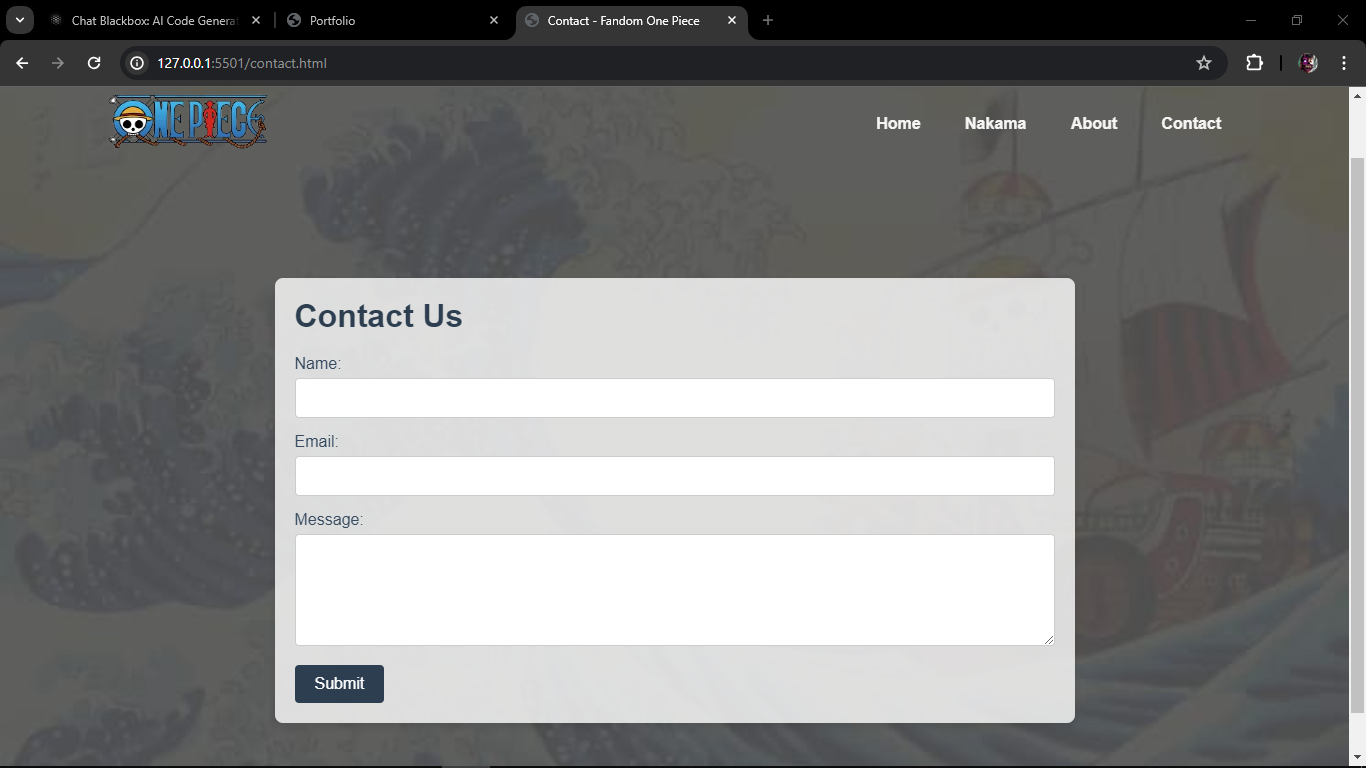 Chat Blackbox: AI Code Generat
Portfolio
Contact - Fandom One Piece
127.0.0.1:5501/contact.html
ONE PIECE
Home
Nakama
About
Contact
Contact Us
Name:
Email:
Message:
Submit